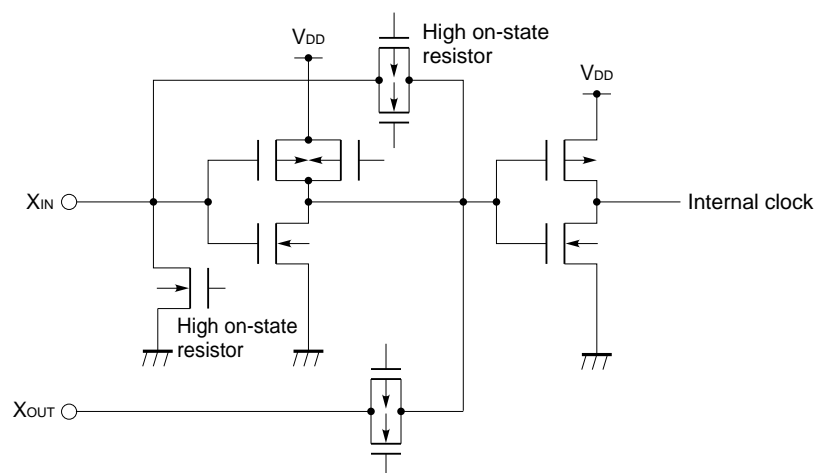 High on-state
resistor
VDD
VDD
XIN
Internal clock
High on-state
resistor
XOUT